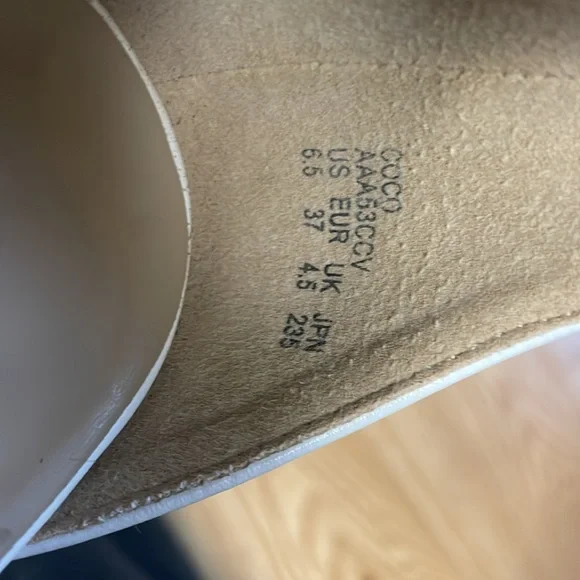 COCO
AAA53CCV
US EUR UK JPN
6.5 37 4.5 235